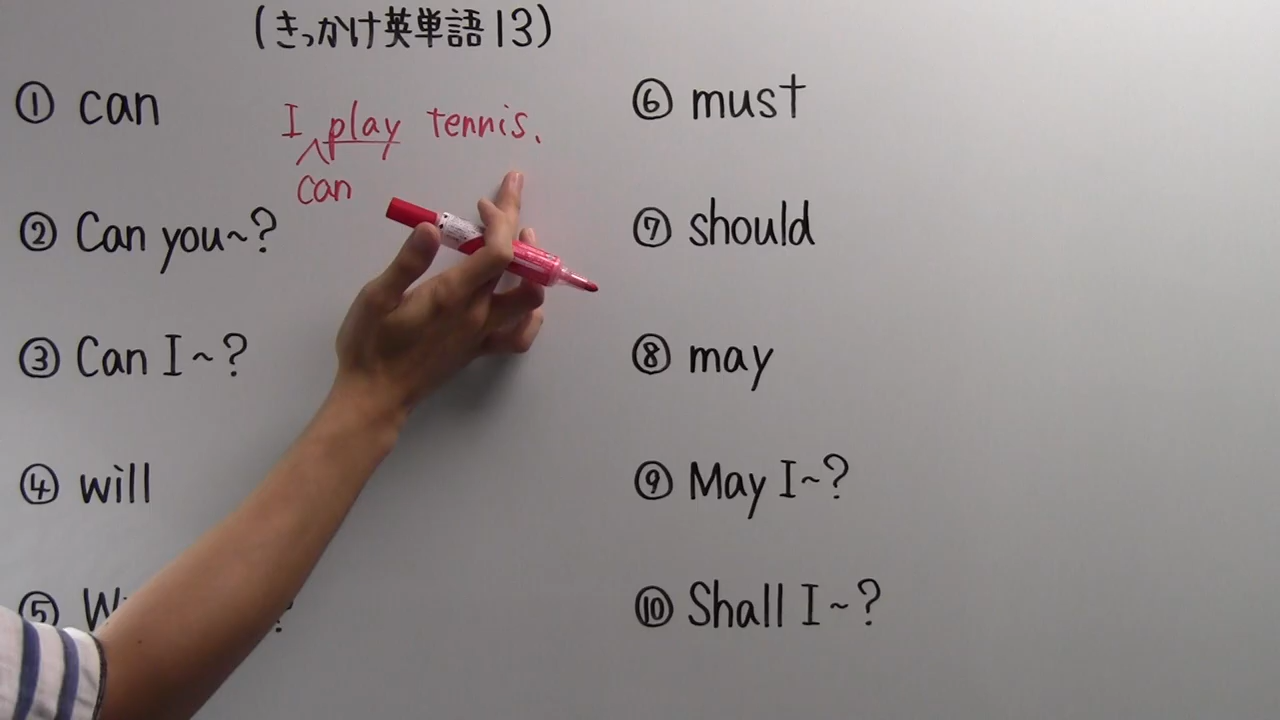 (きっかけ英単語13)
① can
I play tennis.
can
② Can you~?
③ Can I~?
④ will
⑤
⑥ must
⑦ should
⑧ may
⑨ May I~?
⑩ Shall I~?